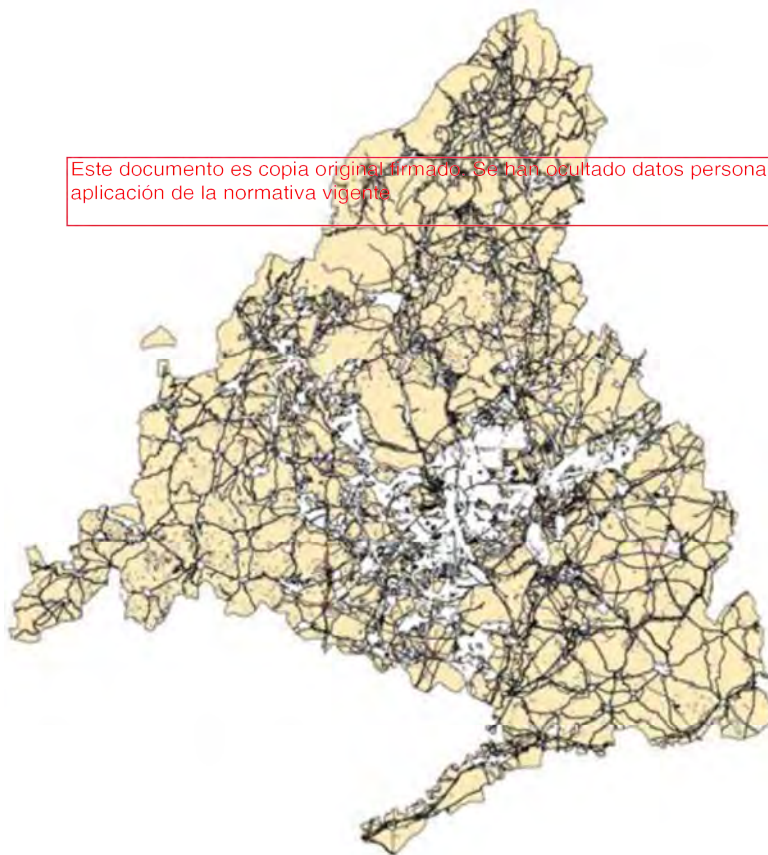 Este documento es copia original firmado. Se han ocultado datos persona
aplicación de la normativa vigente